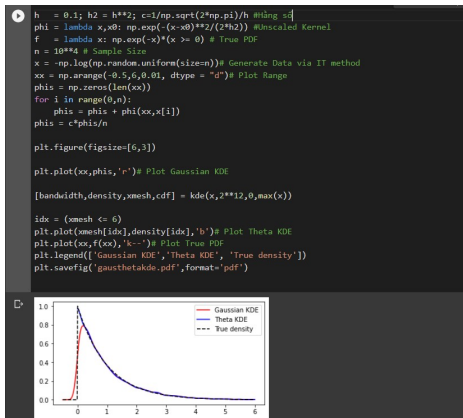 h   = 0.1; h2 = h**2; c=1/np.sqrt(2*np.pi)/h #Hằng số
phi = lambda x,x0: np.exp(-(x-x0)**2/(2*h2)) #Unscaled Kernel
f   = lambda x: np.exp(-x)*(x >= 0) # True PDF
n = 10**4 # Sample Size
x = -np.log(np.random.uniform(size=n))# Generate Data via IT method
xx = np.arange(-0.5,6,0.01, dtype = "d")# Plot Range
phis = np.zeros(len(xx))
for i in range(0,n):
    phis = phis + phi(xx,x[i])
phis = c*phis/n
plt.figure(figsize=[6,3])
plt.plot(xx,phis,'r')# Plot Gaussian KDE
[bandwidth,density,xmesh,cdf] = kde(x,2**12,0,max(x))
idx = (xmesh <= 6)
plt.plot(xmesh[idx],density[idx],'b')# Plot Theta KDE
plt.plot(xx,f(xx),'k--')# Plot True PDF
plt.legend(['Gaussian KDE','Theta KDE', 'True density'])
plt.savefig('gausthetakde.pdf',format='pdf')
1.0
0.8
0.6
0.4
0.2
0.0
Gaussian KDE
Theta KDE
True density
0 1 2 3 4 5 6